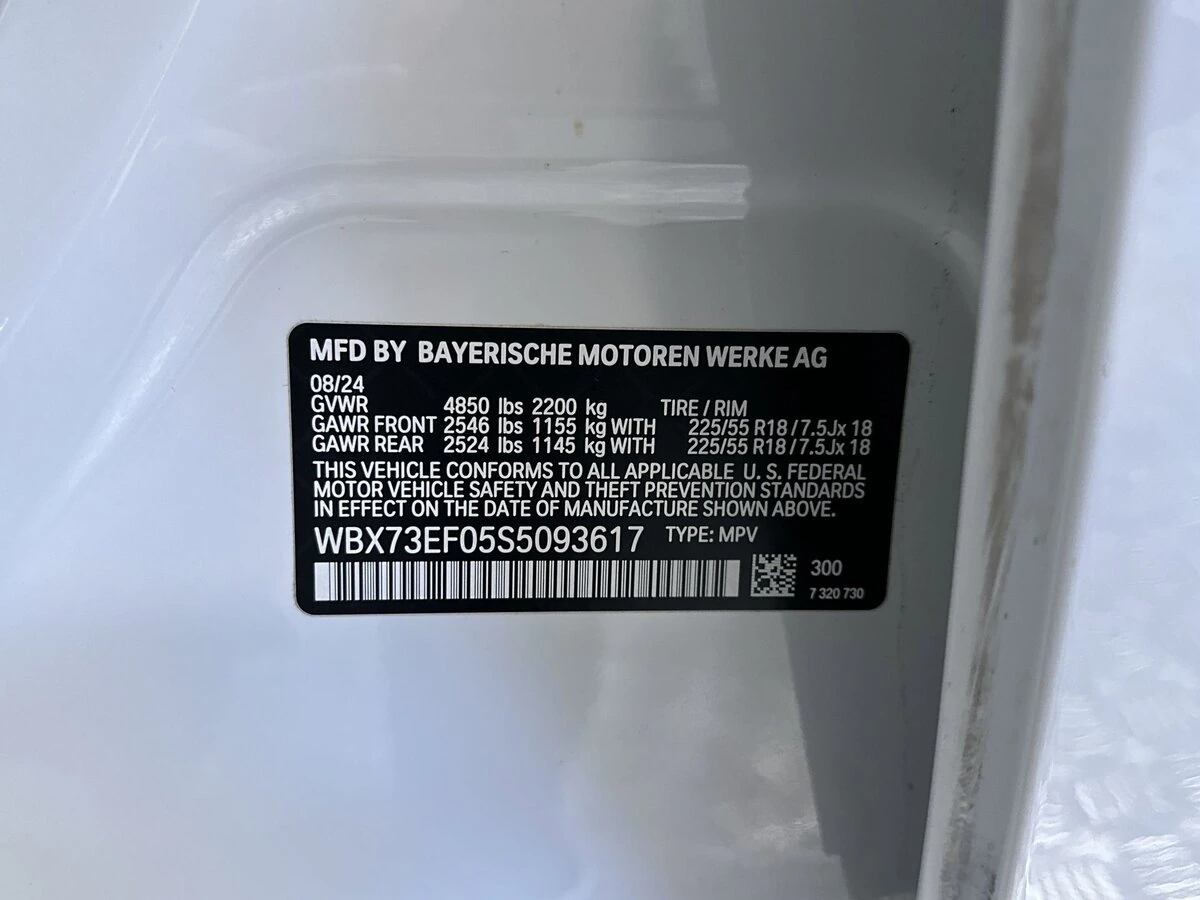 MFD BY BAYERISCHE MOTOREN WERKE AG
08/24
GVWR 4850 lbs 2200 kg TIRE / RIM
GAWR FRONT 2546 lbs 1155 kg WITH 225/55 R18 / 7.5Jx 18
GAWR REAR 2524 lbs 1145 kg WITH 225/55 R18 / 7.5Jx 18
THIS VEHICLE CONFORMS TO ALL APPLICABLE U. S. FEDERAL
MOTOR VEHICLE SAFETY AND THEFT PREVENTION STANDARDS
IN EFFECT ON THE DATE OF MANUFACTURE SHOWN ABOVE.
WBX73EF05S5093617 TYPE: MPV
300
7 320 730